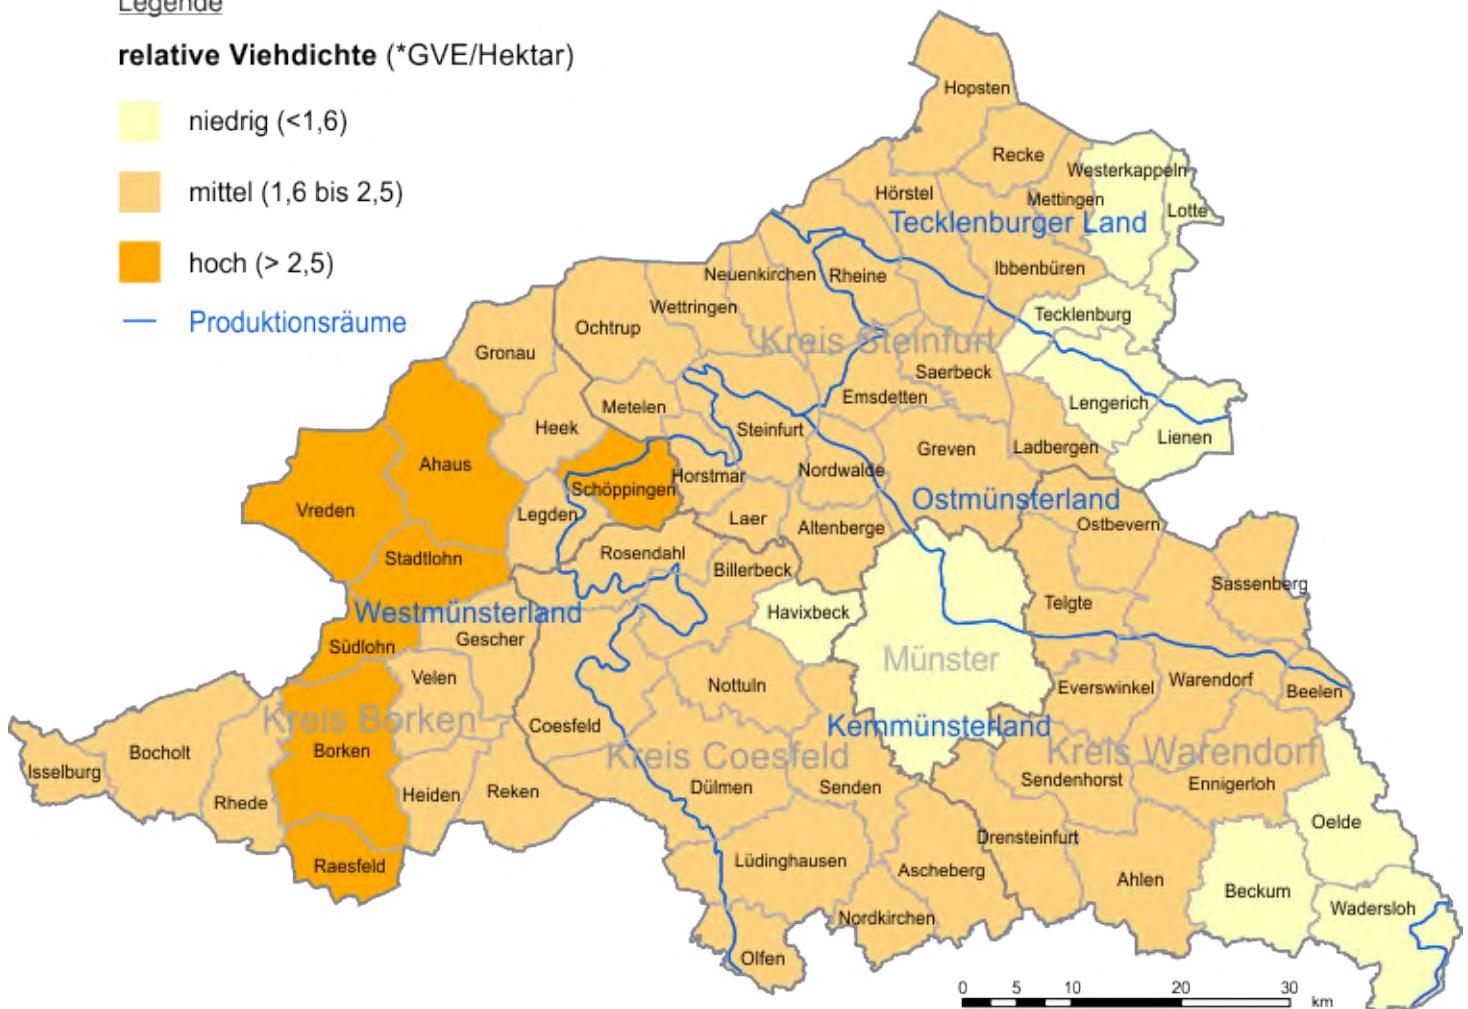 Legende
relative Viehdichte (*GVE/Hektar)
niedrig (<1,6)
mittel (1,6 bis 2,5)
hoch (> 2,5)
Produktionsräume
Hopsten
Recke
Westerkappeln
Hörstel
Mettingen
Lotte
Tecklenburger Land
Ibbenbüren
Neuenkirchen
Rheine
Wettringen
Tecklenburg
Ochtrup
Kreis Steinfurt
Gronau
Saerbeck
Emsdetten
Lengerich
Metelen
Heek
Steinfurt
Lienen
Greven
Ladbergen
Ahaus
Nordwalde
Horstmar
Schöppingen
Ostmünsterland
Vreden
Legden
Laer
Altenberge
Ostbevern
Rosendahl
Stadtlohn
Billerbeck
Sassenberg
Telgte
Westmünsterland
Havixbeck
Gescher
Südlohn
Münster
Velen
Nottuln
Everswinkel
Warendorf
Beelen
Kreis Borken
Coesfeld
Kernmünsterland
Bocholt
Borken
Kreis Coesfeld
Kreis Warendorf
Isselburg
Sendenhorst
Ennigerloh
Dülmen
Senden
Heiden
Reken
Rhede
Oelde
Drensteinfurt
Lüdinghausen
Raesfeld
Ascheberg
Ahlen
Beckum
Wadersloh
Nordkirchen
Olfen
0 5 10 20 30 km